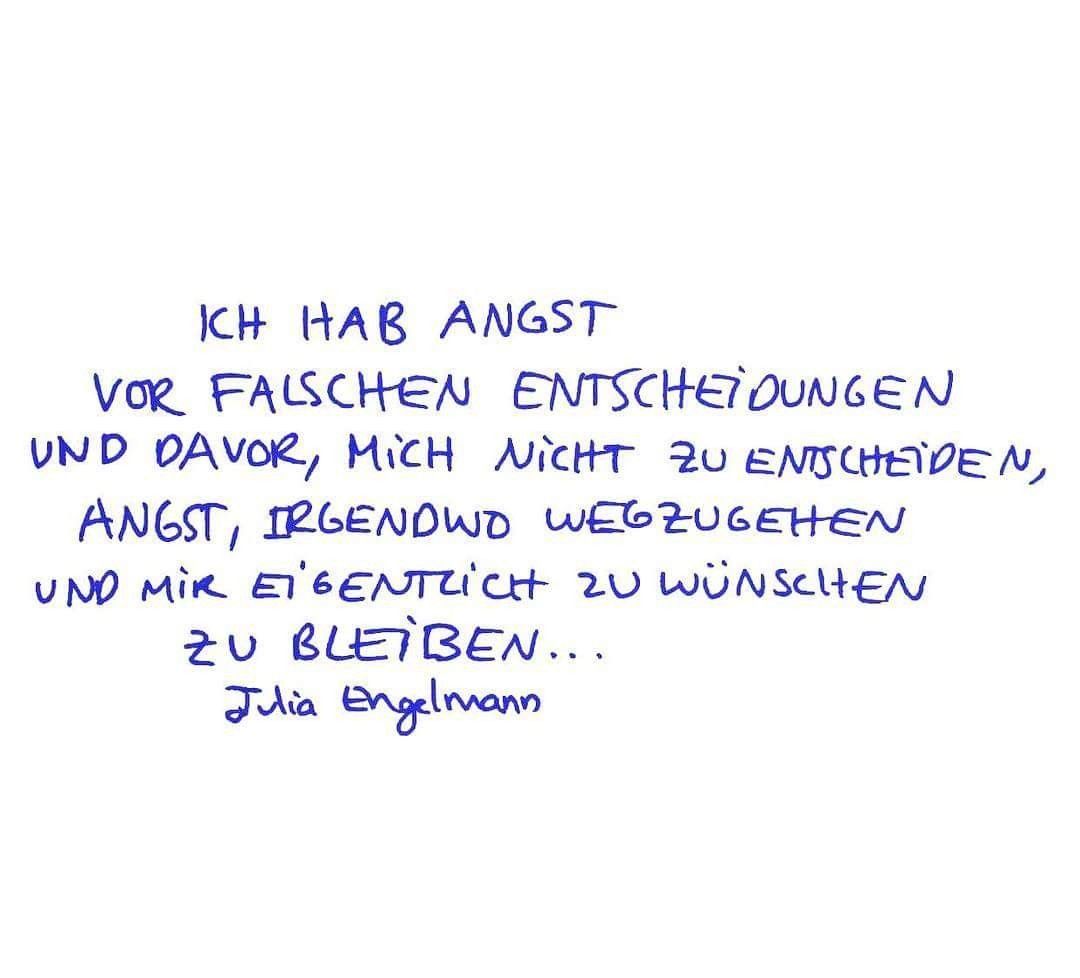 ICH HAB ANGST
VOR FALSCHEN ENTSCHEIDUNGEN
UND DAVOR, MICH NICHT ZU ENTSCHEIDEN,
ANGST, IRGENDWO WEGZUGEHEN
UND MIR EIGENTLICH ZU WÜNSCHEN
ZU BLEIBEN...
Julia Engelmann